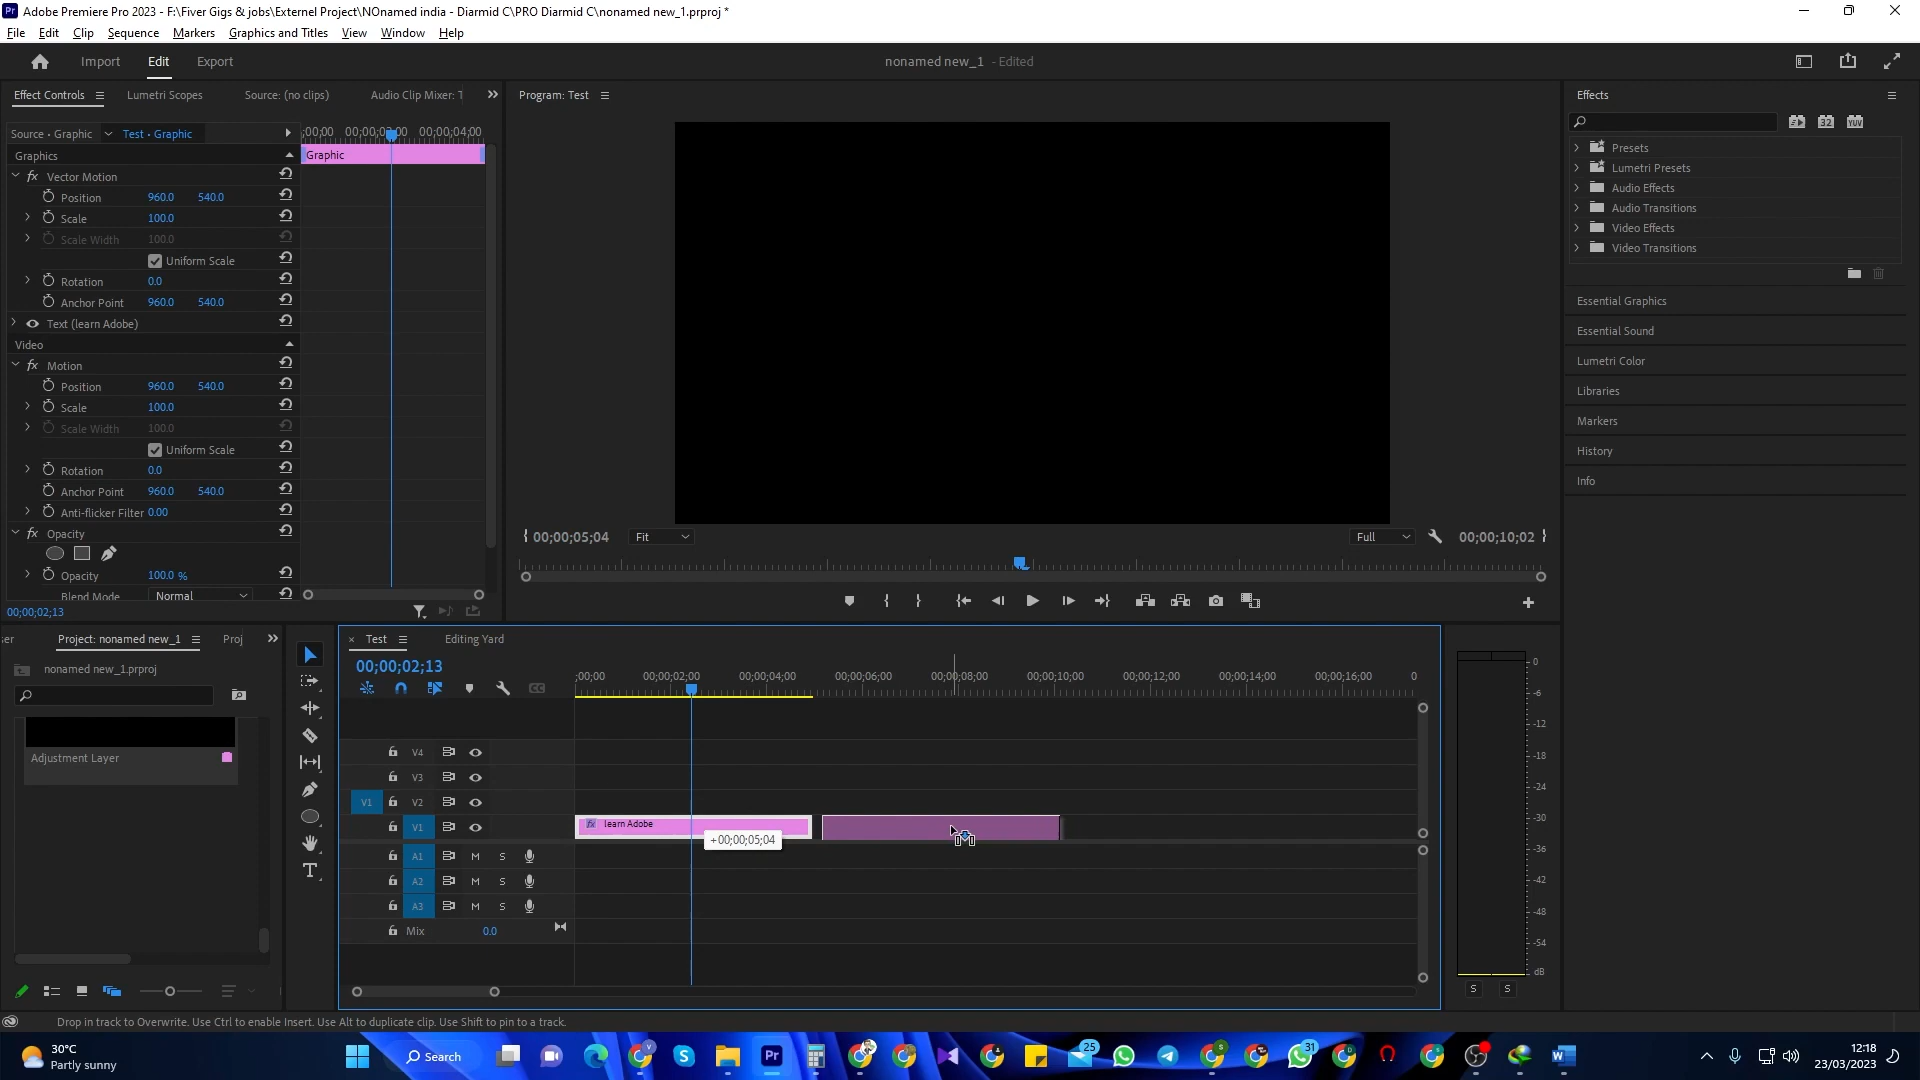 Pr Adobe Premiere Pro 2023 - F:\Fiver Gigs & jobs\Externel Project\NOnamed india - Diarmid C\PRO Diarmid C\nonamed new_1.prproj *
File Edit Clip Sequence Markers Graphics and Titles View Window Help
Import Edit Export nonamed new_1 - Edited
Effect Controls Lumetri Scopes Source: (no clips) Audio Clip Mixer: T Program: Test Effects
Source • Graphic Test • Graphic ;00;00 00;00;04;00
Graphics Graphic
fx Vector Motion
Position 960.0 540.0
Scale 100.0
Scale Width 100.0
Uniform Scale
Rotation 0.0
Anchor Point 960.0 540.0
Text (learn Adobe)
Video
fx Motion
Position 960.0 540.0
Scale 100.0
Scale Width 100.0
Uniform Scale
Rotation 0.0
Anchor Point 960.0 540.0
Anti-flicker Filter 0.00
fx Opacity
Opacity 100.0 %
Blend Mode Normal
00;00;02;13
00;00;05;04 Fit Full 00;00;10;02
32 YUV
Presets
Lumetri Presets
Audio Effects
Audio Transitions
Video Effects
Video Transitions
Essential Graphics
Essential Sound
Lumetri Color
Libraries
Markers
History
Info
ser Project: nonamed new_1 Proj
nonamed new_1.prproj
Adjustment Layer
× Test Editing Yard
00;00;02;13
;00;00 00;00;02;00 00;00;04;00 00;00;06;00 00;00;08;00 00;00;10;00 00;00;12;00 00;00;14;00 00;00;16;00 0
V4
V3
V1 V2
V1 fx learn Adobe
+00;00;05;04
A1 M S
A2 M S
A3 M S
Mix 0.0
T
0
-6
-12
-18
-24
-30
-36
-42
-48
-54
dB
S S
Drop in track to Overwrite. Use Ctrl to enable Insert. Use Alt to duplicate clip. Use Shift to pin to a track.
30°C
Partly sunny
Search
Pr
25
31
12:18
23/03/2023